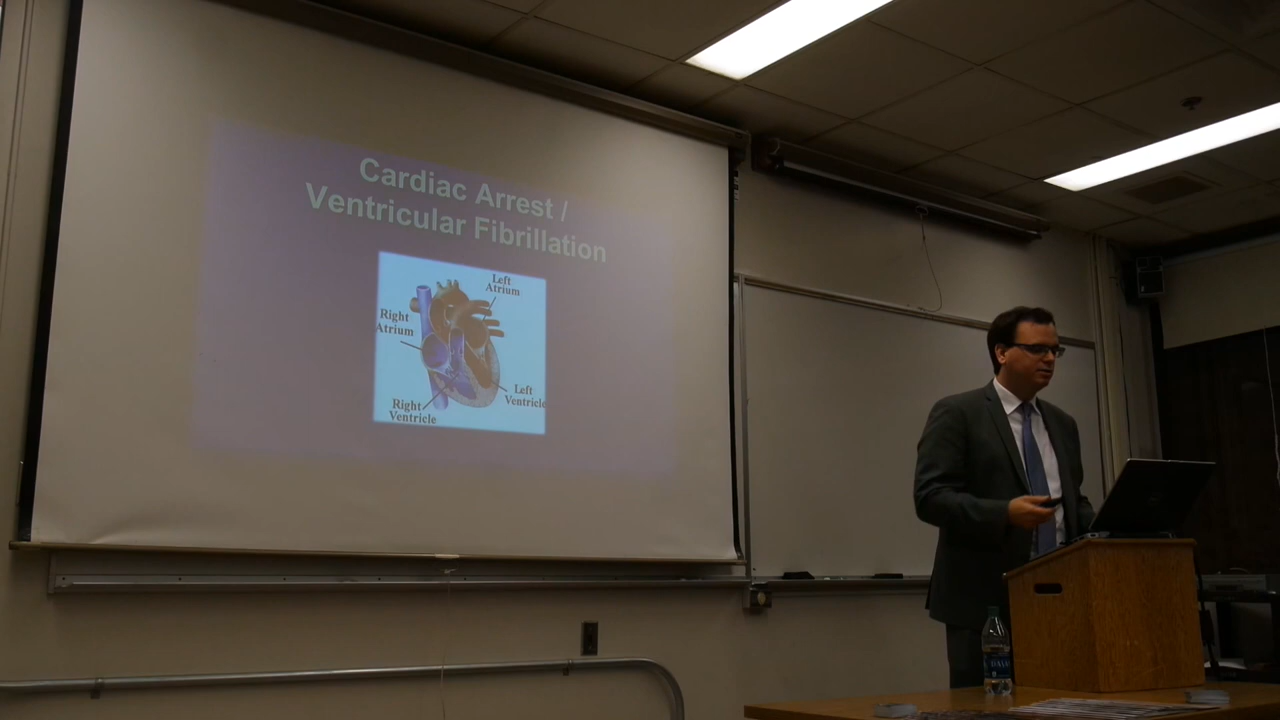 Cardiac Arrest /
Ventricular Fibrillation
Left
Atrium
Right
Atrium
Left
Ventricle
Right
Ventricle